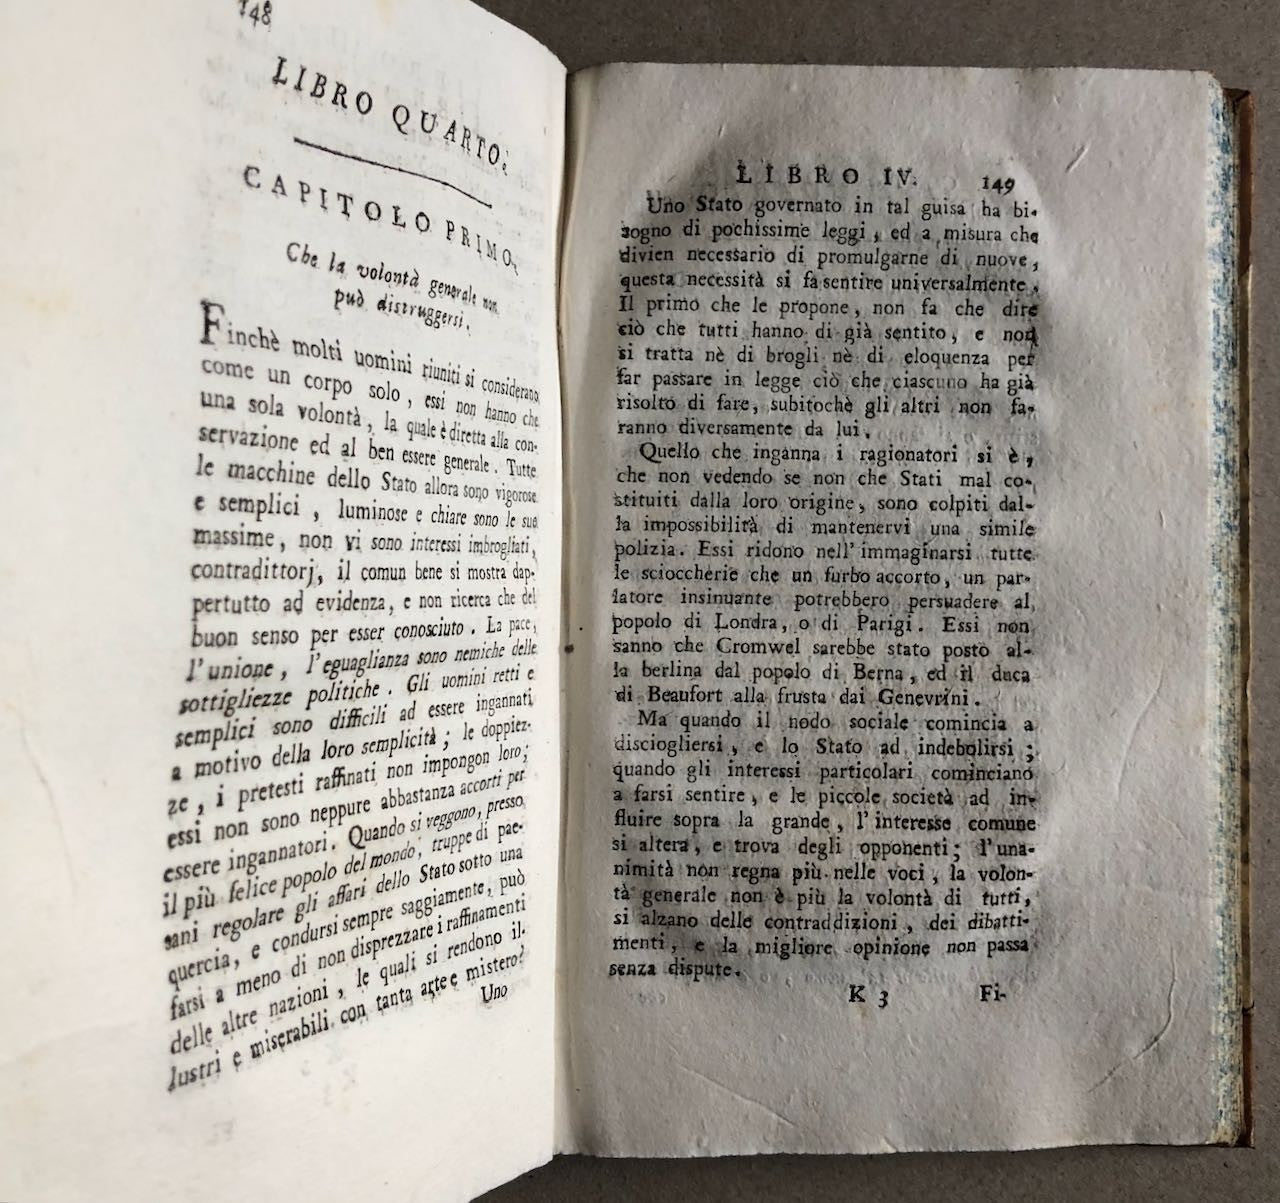 148
LIBRO QUARTO.
CAPITOLO PRIMO.
Che la volontà generale non
può distruggersi.
Finchè molti uomini riuniti si considerano
come un corpo solo, essi non hanno che
una sola volontà, la quale è diretta alla con-
servazione ed al ben essere generale. Tutte
le macchine dello Stato allora sono vigorose
e semplici, luminose e chiare sono le sue
massime, non vi sono interessi imbrogliati,
contradittorj, il comun bene si mostra dap-
pertutto ad evidenza, e non ricerca che del
buon senso per esser conosciuto. La pace,
l'unione, l'eguaglianza sono nemiche delle
sottigliezze politiche. Gli uomini retti e
semplici sono difficili ad essere ingannati
a motivo della loro semplicità; le doppiez-
ze, i pretesti raffinati non impongon loro;
essi non sono neppure abbastanza accorti per
essere ingannatori. Quando si veggono, presso
il più felice popolo del mondo, truppe di pae-
sani regolare gli affari dello Stato sotto una
quercia, e condursi sempre saggiamente, può
farsi a meno di non disprezzare i raffinamenti
delle altre nazioni, le quali si rendono il-
lustri e miserabili con tanta arte e mistero?
Uno
LIBRO IV. 149
Uno Stato governato in tal guisa ha bi-
sogno di pochissime leggi, ed a misura che
divien necessario di promulgarne di nuove,
questa necessità si fa sentire universalmente.
Il primo che le propone, non fa che dire
ciò che tutti hanno di già sentito, e non
si tratta nè di brogli nè di eloquenza per
far passare in legge ciò che ciascuno ha già
risolto di fare, subitochè gli altri non fa-
ranno diversamente da lui.
Quello che inganna i ragionatori si è,
che non vedendo se non che Stati mal co-
stituiti dalla loro origine, sono colpiti dal-
la impossibilità di mantenervi una simile
polizia. Essi ridono nell'immaginarsi tutte
le scioccherie che un furbo accorto, un par-
latore insinuante potrebbero persuadere al
popolo di Londra, o di Parigi. Essi non
sanno che Cromwel sarebbe stato posto al-
la berlina dal popolo di Berna, ed il duca
di Beaufort alla frusta dai Genevrini.
Ma quando il nodo sociale comincia a
disciogliersi, e lo Stato ad indebolirsi;
quando gli interessi particolari cominciano
a farsi sentire, e le piccole società ad in-
fluire sopra la grande, l'interesse comune
si altera, e trova degli opponenti; l'una-
nimità non regna più nelle voci, la volon-
tà generale non è più la volontà di tutti,
si alzano delle contraddizioni, dei dibatti-
menti, e la migliore opinione non passa
senza dispute.
K 3 Fi-